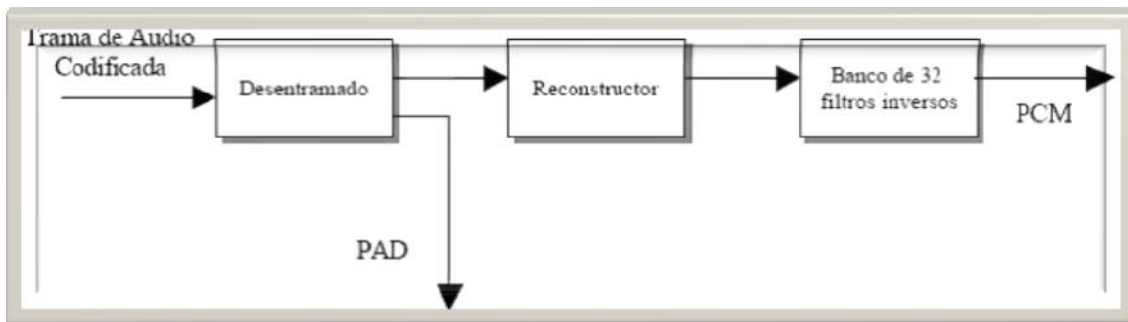 Trama de Audio
Codificada
Desentramado
Reconstructor
Banco de 32
filtros inversos
PCM
PAD